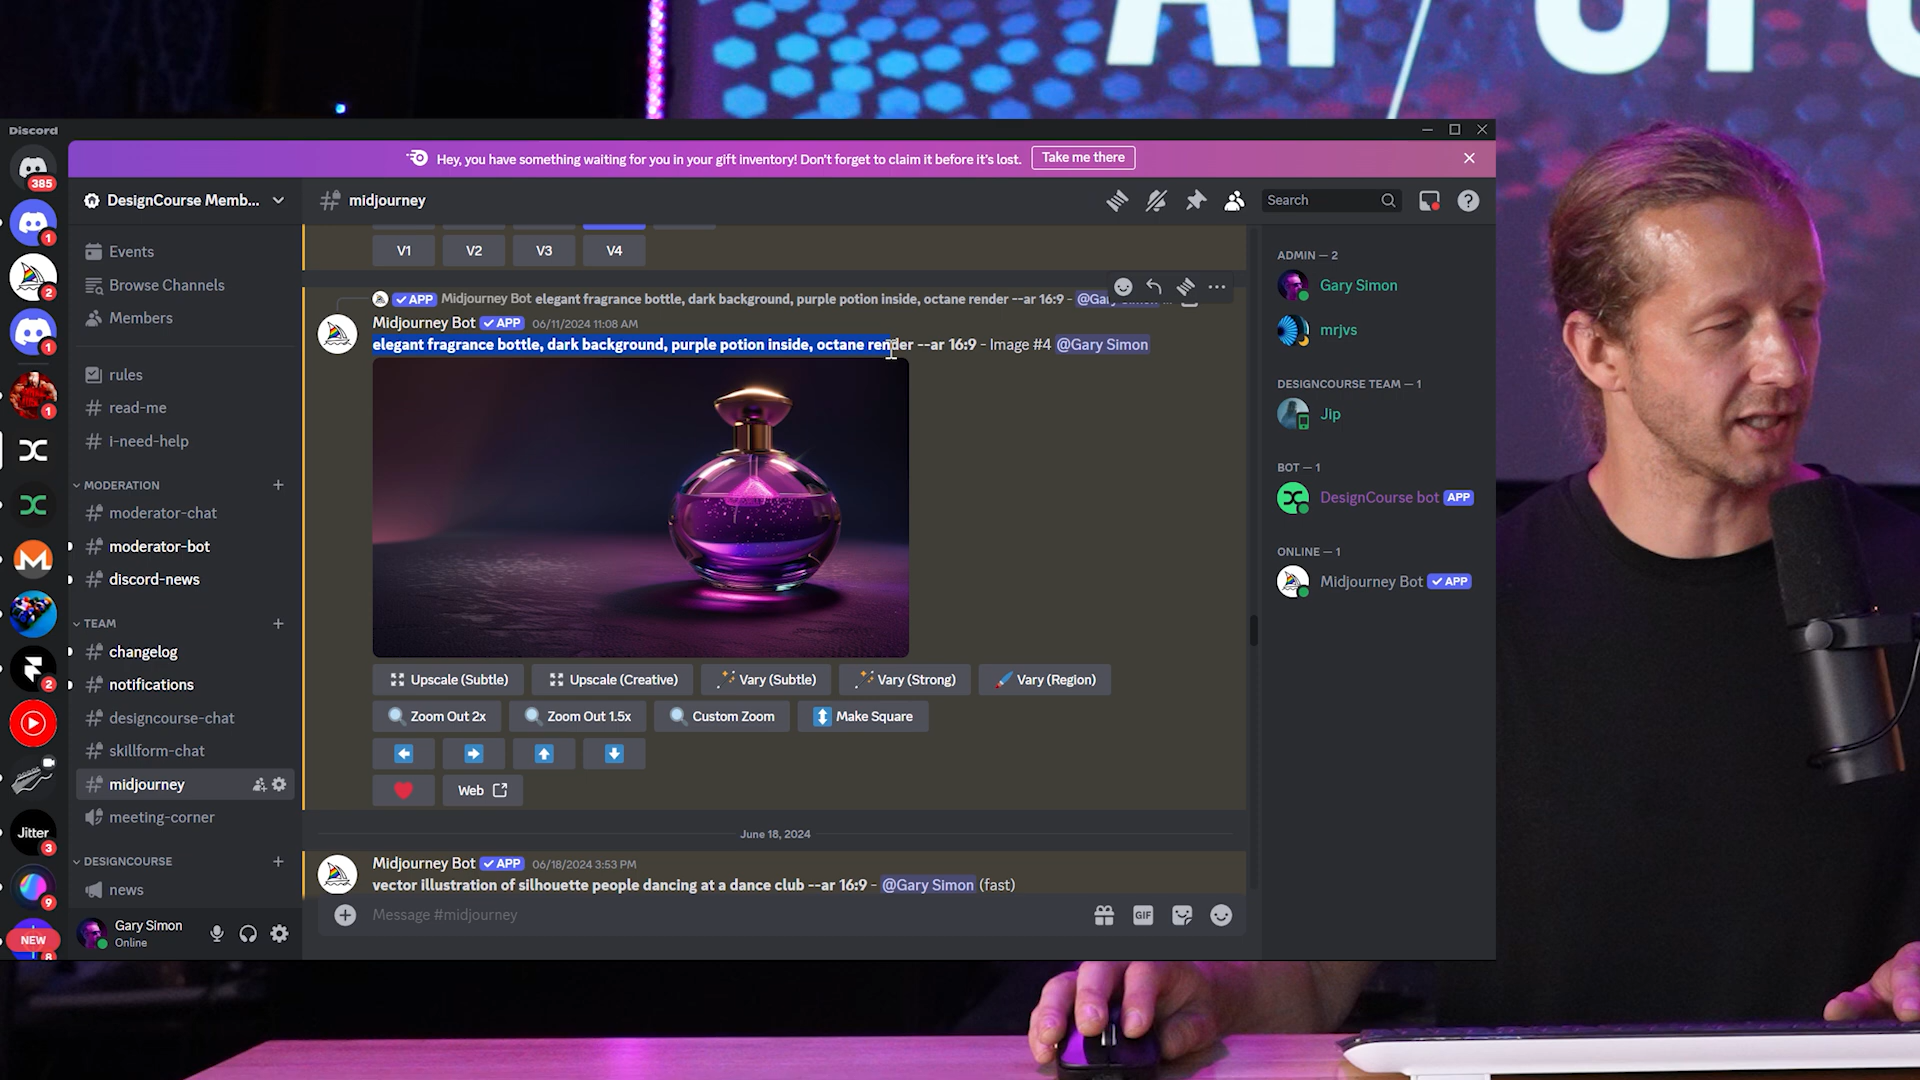 Discord
Hey, you have something waiting for you in your gift inventory! Don't forget to claim it before it's lost.
Take me there
385
1
2
1
1
2
Jitter
3
9
NEW
8
DesignCourse Memb...
Events
Browse Channels
Members
rules
read-me
i-need-help
MODERATION
moderator-chat
moderator-bot
discord-news
TEAM
changelog
notifications
designcourse-chat
skillform-chat
midjourney
meeting-corner
DESIGNCOURSE
news
Gary Simon
Online
midjourney
Search
V1 V2 V3 V4
APP Midjourney Bot elegant fragrance bottle, dark background, purple potion inside, octane render --ar 16:9 -
Midjourney Bot APP 06/11/2024 11:08 AM
elegant fragrance bottle, dark background, purple potion inside, octane render --ar 16:9 - Image #4 @Gary Simon
Upscale (Subtle) Upscale (Creative) Vary (Subtle) Vary (Strong) Vary (Region)
Zoom Out 2x Zoom Out 1.5x Custom Zoom Make Square
Web
June 18, 2024
Midjourney Bot APP 06/18/2024 3:53 PM
vector illustration of silhouette people dancing at a dance club --ar 16:9 - @Gary Simon (fast)
Message #midjourney
GIF
ADMIN — 2
Gary Simon
mrjvs
DESIGNCOURSE TEAM — 1
Jip
BOT — 1
DesignCourse bot APP
ONLINE — 1
Midjourney Bot APP